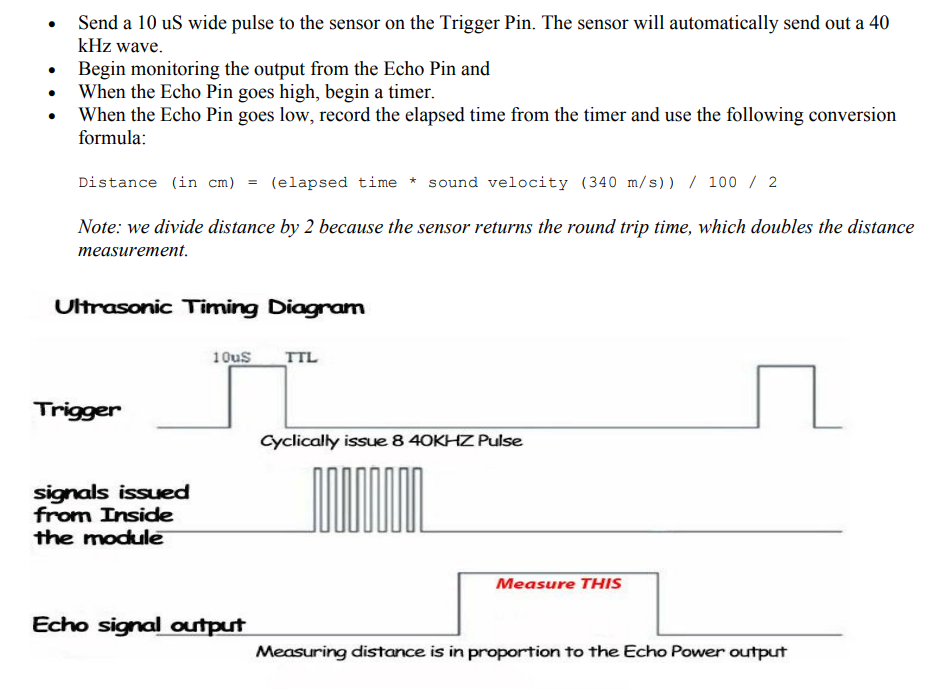 • Send a 10 uS wide pulse to the sensor on the Trigger Pin. The sensor will automatically send out a 40
kHz wave.
• Begin monitoring the output from the Echo Pin and
• When the Echo Pin goes high, begin a timer.
• When the Echo Pin goes low, record the elapsed time from the timer and use the following conversion
formula:
Distance (in cm) = (elapsed time * sound velocity (340 m/s)) / 100 / 2
Note: we divide distance by 2 because the sensor returns the round trip time, which doubles the distance
measurement.
Ultrasonic Timing Diagram
10uS TTL
Trigger
Cyclically issue 8 40KHZ Pulse
signals issued
from Inside
the module
Measure THIS
Echo signal output
Measuring distance is in proportion to the Echo Power output